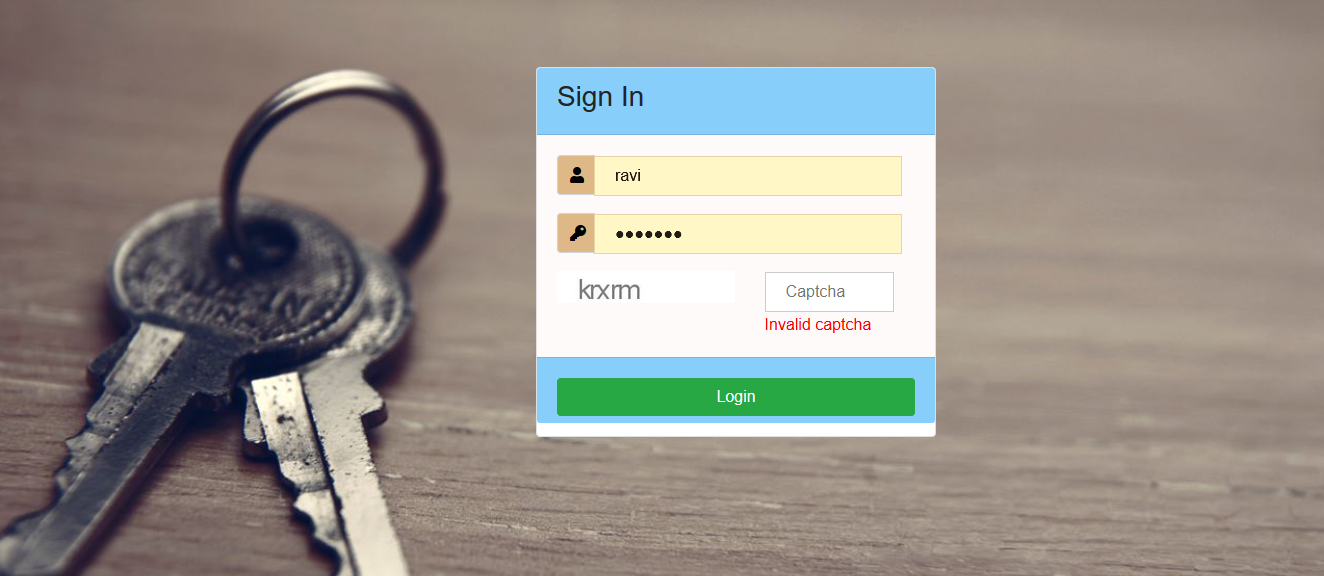 Sign In
ravi
•••••••
krxrm
Captcha
Invalid captcha
Login